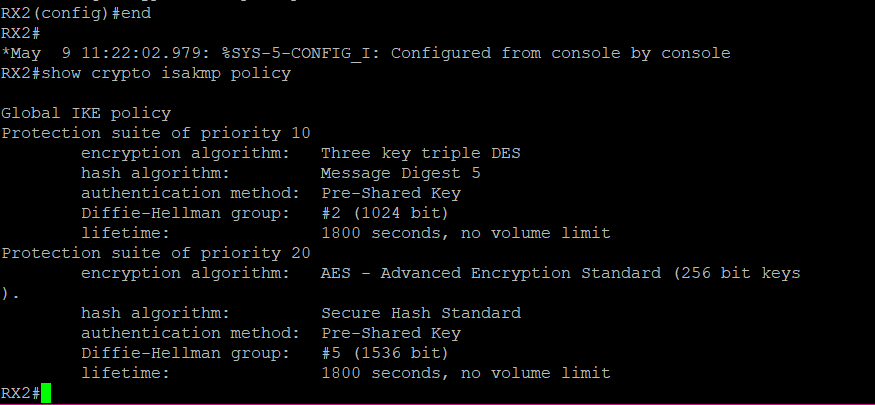 RX2(config)#end
RX2#
*May  9 11:22:02.979: %SYS-5-CONFIG_I: Configured from console by console
RX2#show crypto isakmp policy

Global IKE policy
Protection suite of priority 10
        encryption algorithm:   Three key triple DES
        hash algorithm:         Message Digest 5
        authentication method:  Pre-Shared Key
        Diffie-Hellman group:   #2 (1024 bit)
        lifetime:               1800 seconds, no volume limit
Protection suite of priority 20
        encryption algorithm:   AES - Advanced Encryption Standard (256 bit keys
).
        hash algorithm:         Secure Hash Standard
        authentication method:  Pre-Shared Key
        Diffie-Hellman group:   #5 (1536 bit)
        lifetime:               1800 seconds, no volume limit
RX2#